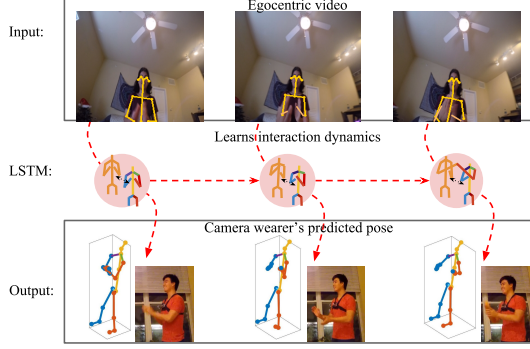 Egocentric video
Input:
Learns interaction dynamics
LSTM:
Camera wearer's predicted pose
Output: